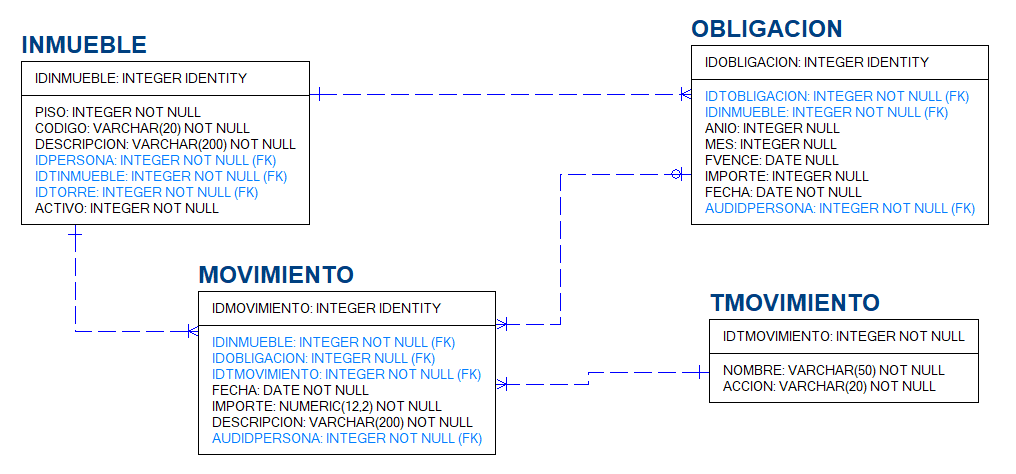 INMUEBLE
IDINMUEBLE: INTEGER IDENTITY
PISO: INTEGER NOT NULL
CODIGO: VARCHAR(20) NOT NULL
DESCRIPCION: VARCHAR(200) NOT NULL
IDPERSONA: INTEGER NOT NULL (FK)
IDTINMUEBLE: INTEGER NOT NULL (FK)
IDTORRE: INTEGER NOT NULL (FK)
ACTIVO: INTEGER NOT NULL
OBLIGACION
IDOBLIGACION: INTEGER IDENTITY
IDTOBLIGACION: INTEGER NOT NULL (FK)
IDINMUEBLE: INTEGER NOT NULL (FK)
ANIO: INTEGER NULL
MES: INTEGER NULL
FVENCE: DATE NULL
IMPORTE: INTEGER NULL
FECHA: DATE NOT NULL
AUDIDPERSONA: INTEGER NOT NULL (FK)
MOVIMIENTO
IDMOVIMIENTO: INTEGER IDENTITY
IDINMUEBLE: INTEGER NOT NULL (FK)
IDOBLIGACION: INTEGER NULL (FK)
IDTMOVIMIENTO: INTEGER NOT NULL (FK)
FECHA: DATE NOT NULL
IMPORTE: NUMERIC(12,2) NOT NULL
DESCRIPCION: VARCHAR(200) NOT NULL
AUDIDPERSONA: INTEGER NOT NULL (FK)
TMOVIMIENTO
IDTMOVIMIENTO: INTEGER NOT NULL
NOMBRE: VARCHAR(50) NOT NULL
ACCION: VARCHAR(20) NOT NULL